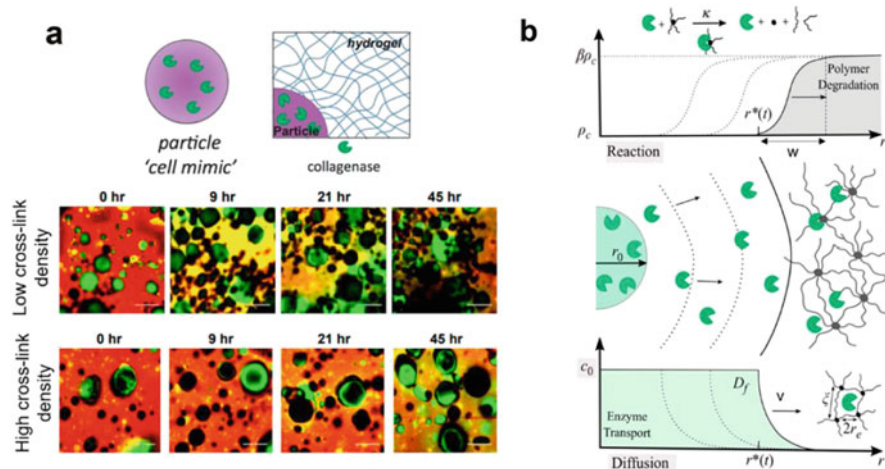 a
particle
'cell mimic'
hydrogel
Particle
collagenase
0 hr
9 hr
21 hr
45 hr
Low cross-link
density
0 hr
9 hr
21 hr
45 hr
High cross-link
density
b
+
κ
+ • +
βρc
ρc
Polymer
Degradation
r*(t)
w
r
Reaction
r0
c0
Df
v
ξ
2re
Enzyme
Transport
r*(t)
r
Diffusion